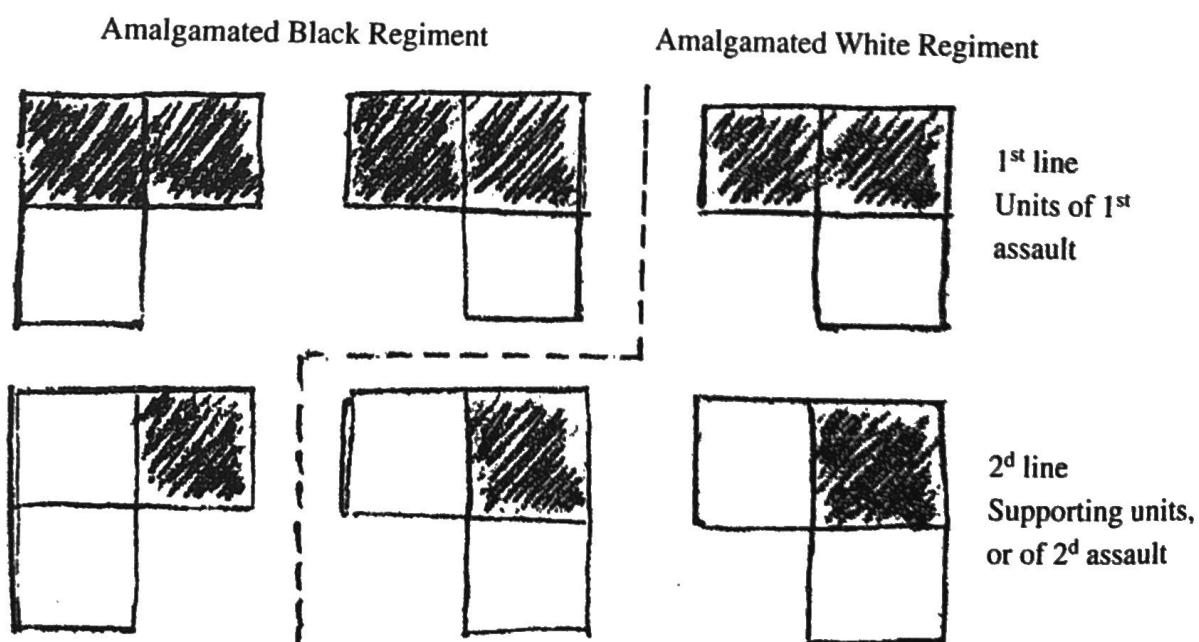 Amalgamated Black Regiment
Amalgamated White Regiment
1st line
Units of 1st
assault
2d line
Supporting units,
or of 2d assault